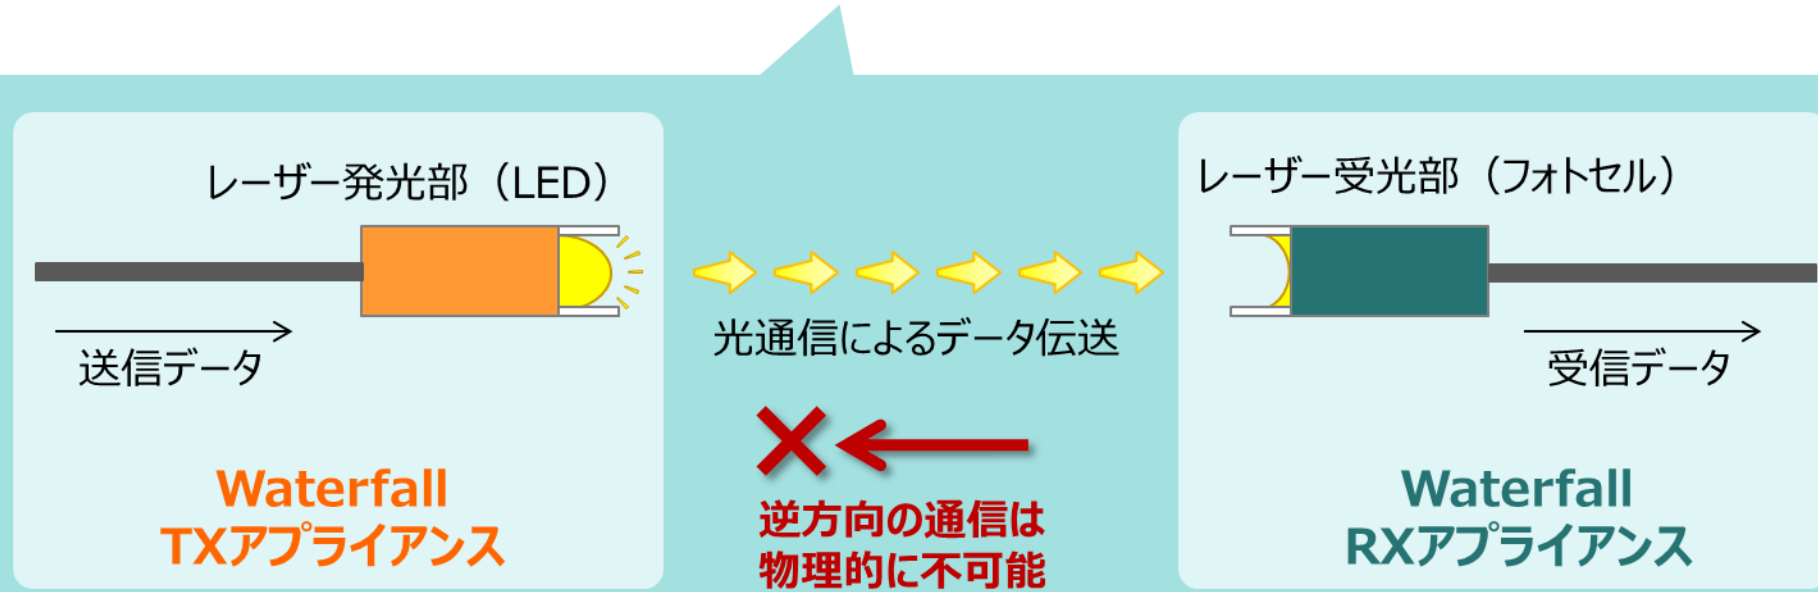 レーザー発光部（LED）
送信データ
Waterfall
TXアプライアンス
光通信によるデータ伝送
逆方向の通信は
物理的に不可能
レーザー受光部（フォトセル）
受信データ
Waterfall
RXアプライアンス